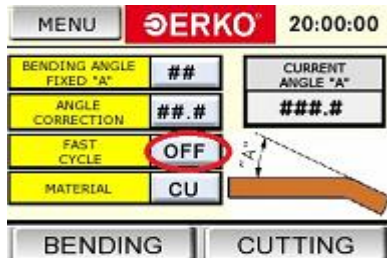 MENU
ERKO
20:00:00
BENDING ANGLE
FIXED "A"
##
CURRENT
ANGLE "A"
ANGLE
CORRECTION
##.#
###.#
FAST
CYCLE
OFF
"A"
MATERIAL
CU
BENDING
CUTTING